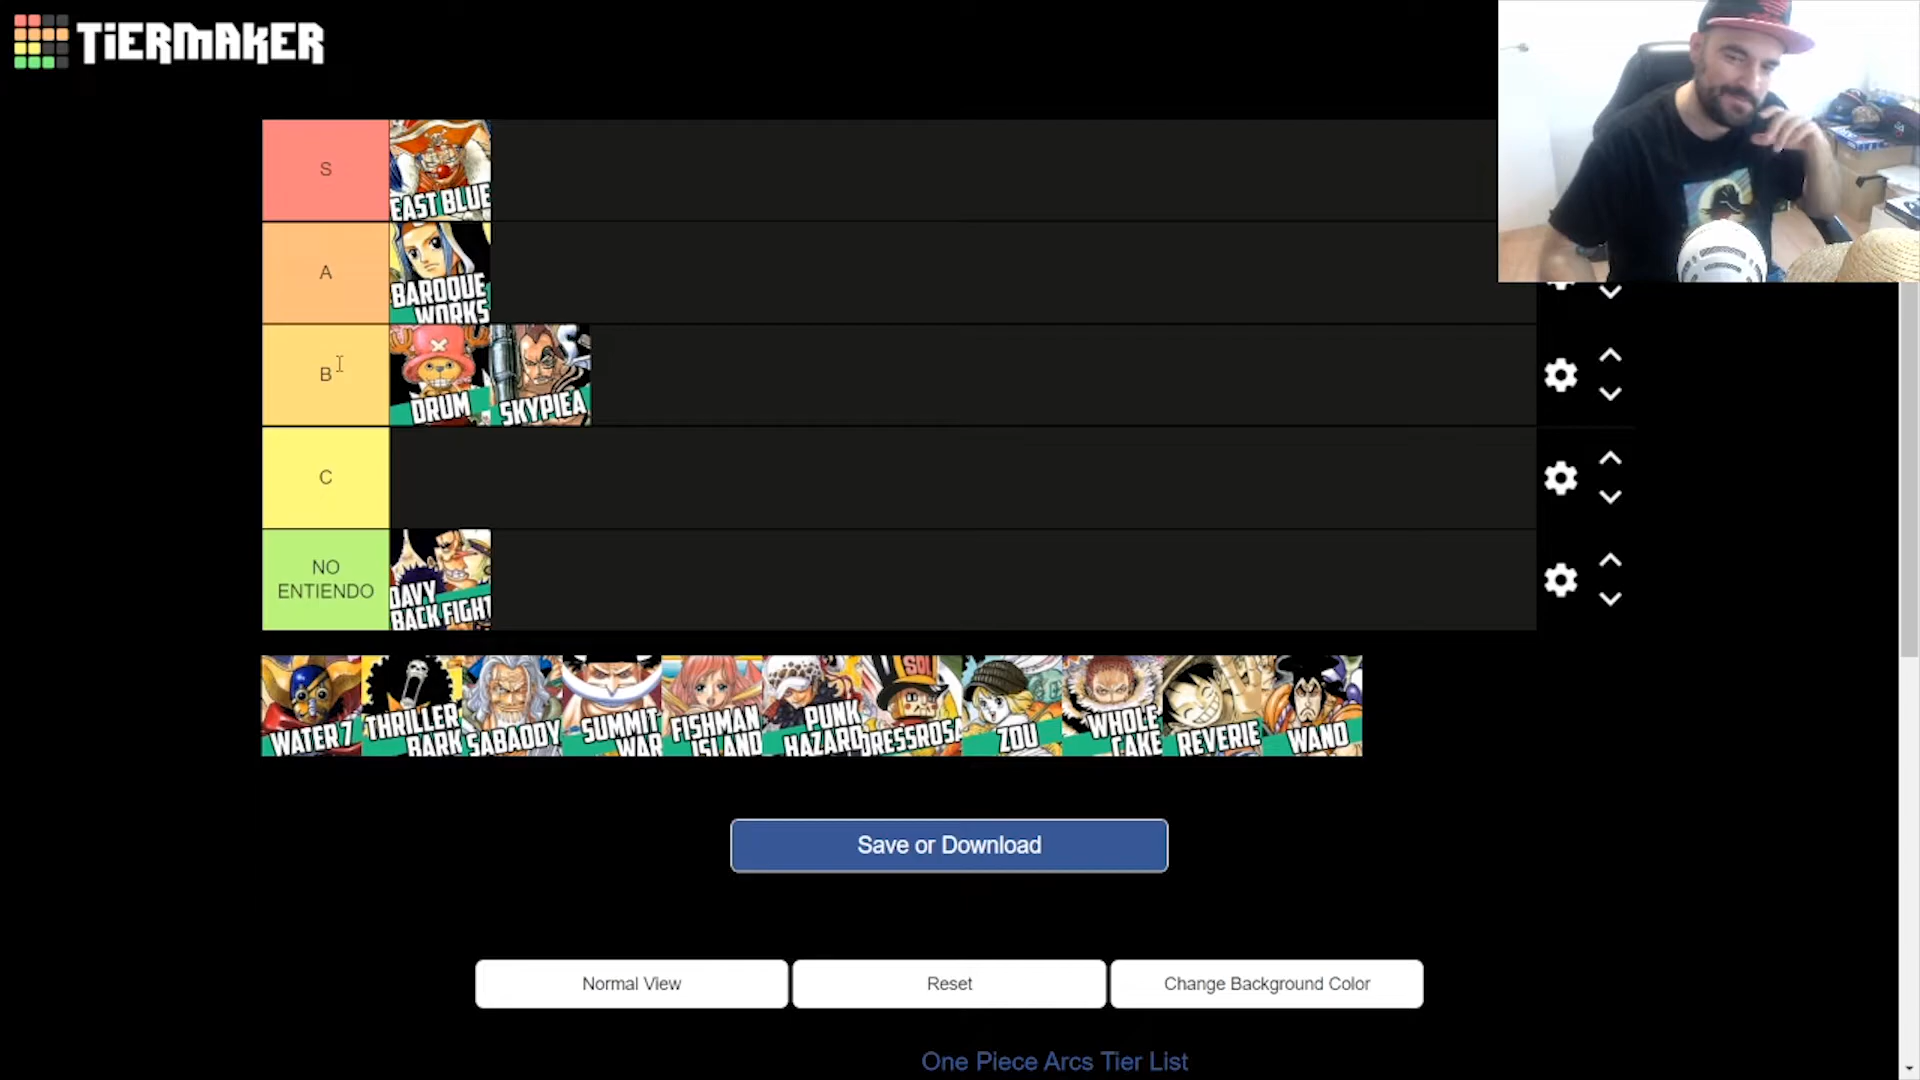 TIERMAKER
S
EAST BLUE
A
BAROQUE
WORKS
B
DRUM
SKYPIEA
C
NO
ENTIENDO
DAVY
BACK FIGHT
WATER 7
THRILLER
BARK
SABAODY
SUMMIT
WAR
FISHMAN
ISLAND
PUNK
HAZARD
SOL
DRESSROSA
ZOU
WHOLE
CAKE
REVERIE
WANO
Save or Download
Normal View
Reset
Change Background Color
One Piece Arcs Tier List